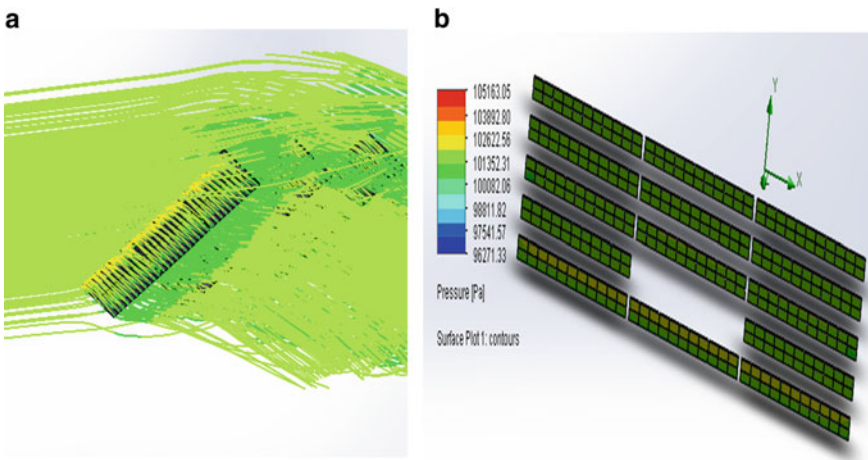 a
b
105163.05
103892.80
102622.56
101352.31
100082.06
98811.82
97541.57
96271.33
Pressure [Pa]
Surface Plot 1: contours
Y
X